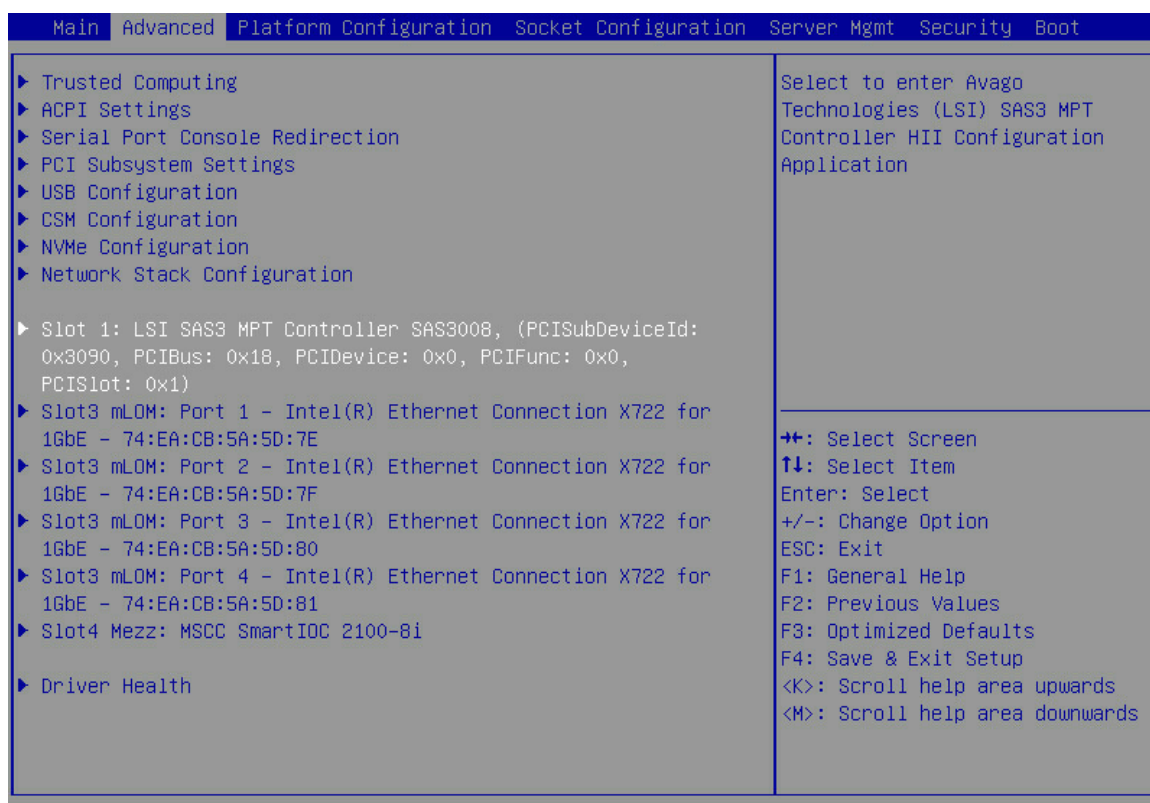 Main Advanced Platform Configuration Socket Configuration Server Mgmt Security Boot
▶ Trusted Computing
▶ ACPI Settings
▶ Serial Port Console Redirection
▶ PCI Subsystem Settings
▶ USB Configuration
▶ CSM Configuration
▶ NVMe Configuration
▶ Network Stack Configuration
▶ Slot 1: LSI SAS3 MPT Controller SAS3008, (PCISubDeviceId:
0x3090, PCIBus: 0x18, PCIDevice: 0x0, PCIFunc: 0x0,
PCISlot: 0x1)
▶ Slot3 mLOM: Port 1 - Intel(R) Ethernet Connection X722 for
1GbE - 74:EA:CB:5A:5D:7E
▶ Slot3 mLOM: Port 2 - Intel(R) Ethernet Connection X722 for
1GbE - 74:EA:CB:5A:5D:7F
▶ Slot3 mLOM: Port 3 - Intel(R) Ethernet Connection X722 for
1GbE - 74:EA:CB:5A:5D:80
▶ Slot3 mLOM: Port 4 - Intel(R) Ethernet Connection X722 for
1GbE - 74:EA:CB:5A:5D:81
▶ Slot4 Mezz: MSCC SmartIOC 2100-8i
▶ Driver Health
Select to enter Avago
Technologies (LSI) SAS3 MPT
Controller HII Configuration
Application
→←: Select Screen
↑↓: Select Item
Enter: Select
+/-: Change Option
ESC: Exit
F1: General Help
F2: Previous Values
F3: Optimized Defaults
F4: Save & Exit Setup
<K>: Scroll help area upwards
<M>: Scroll help area downwards